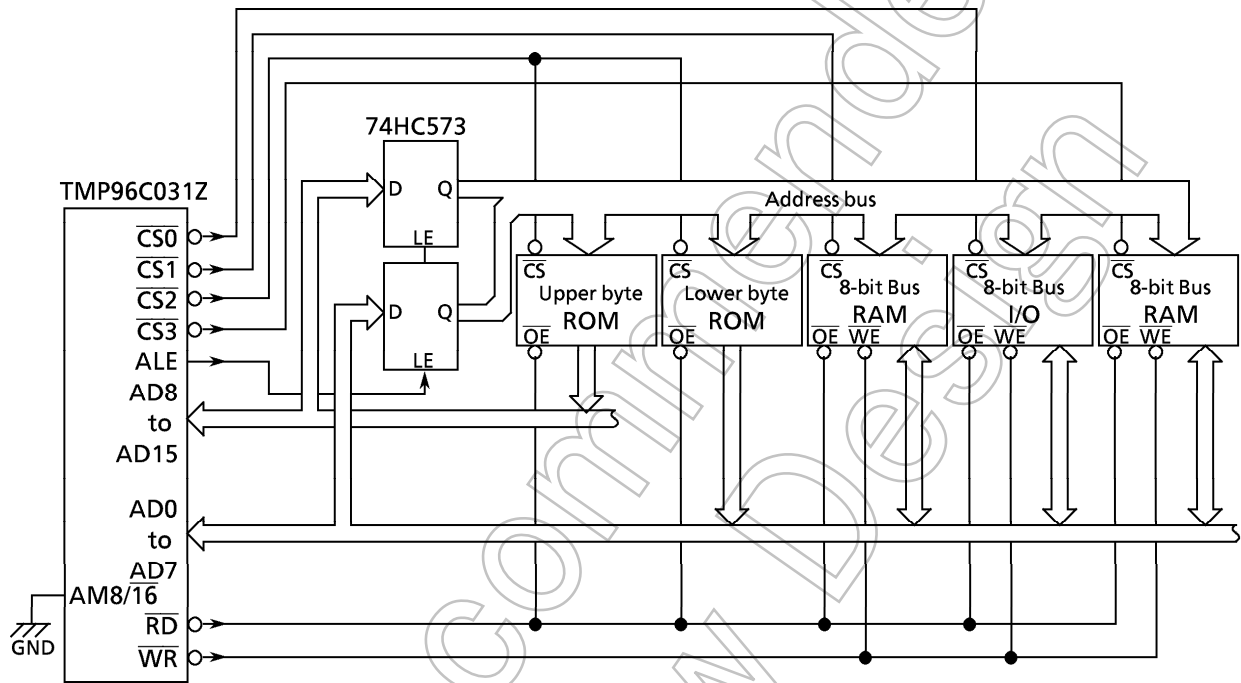 74HC573
TMP96C031Z
D Q
LE
Address bus
CS0
CS1
CS2
CS3
ALE
AD8
to
AD15
AD0
to
AD7
AM8/16
RD
WR
GND
D Q
LE
CS
Upper byte
ROM
OE
CS
Lower byte
ROM
OE
CS
8-bit Bus
RAM
OE WE
CS
8-bit Bus
I/O
OE WE
CS
8-bit Bus
RAM
OE WE
commende
w Design